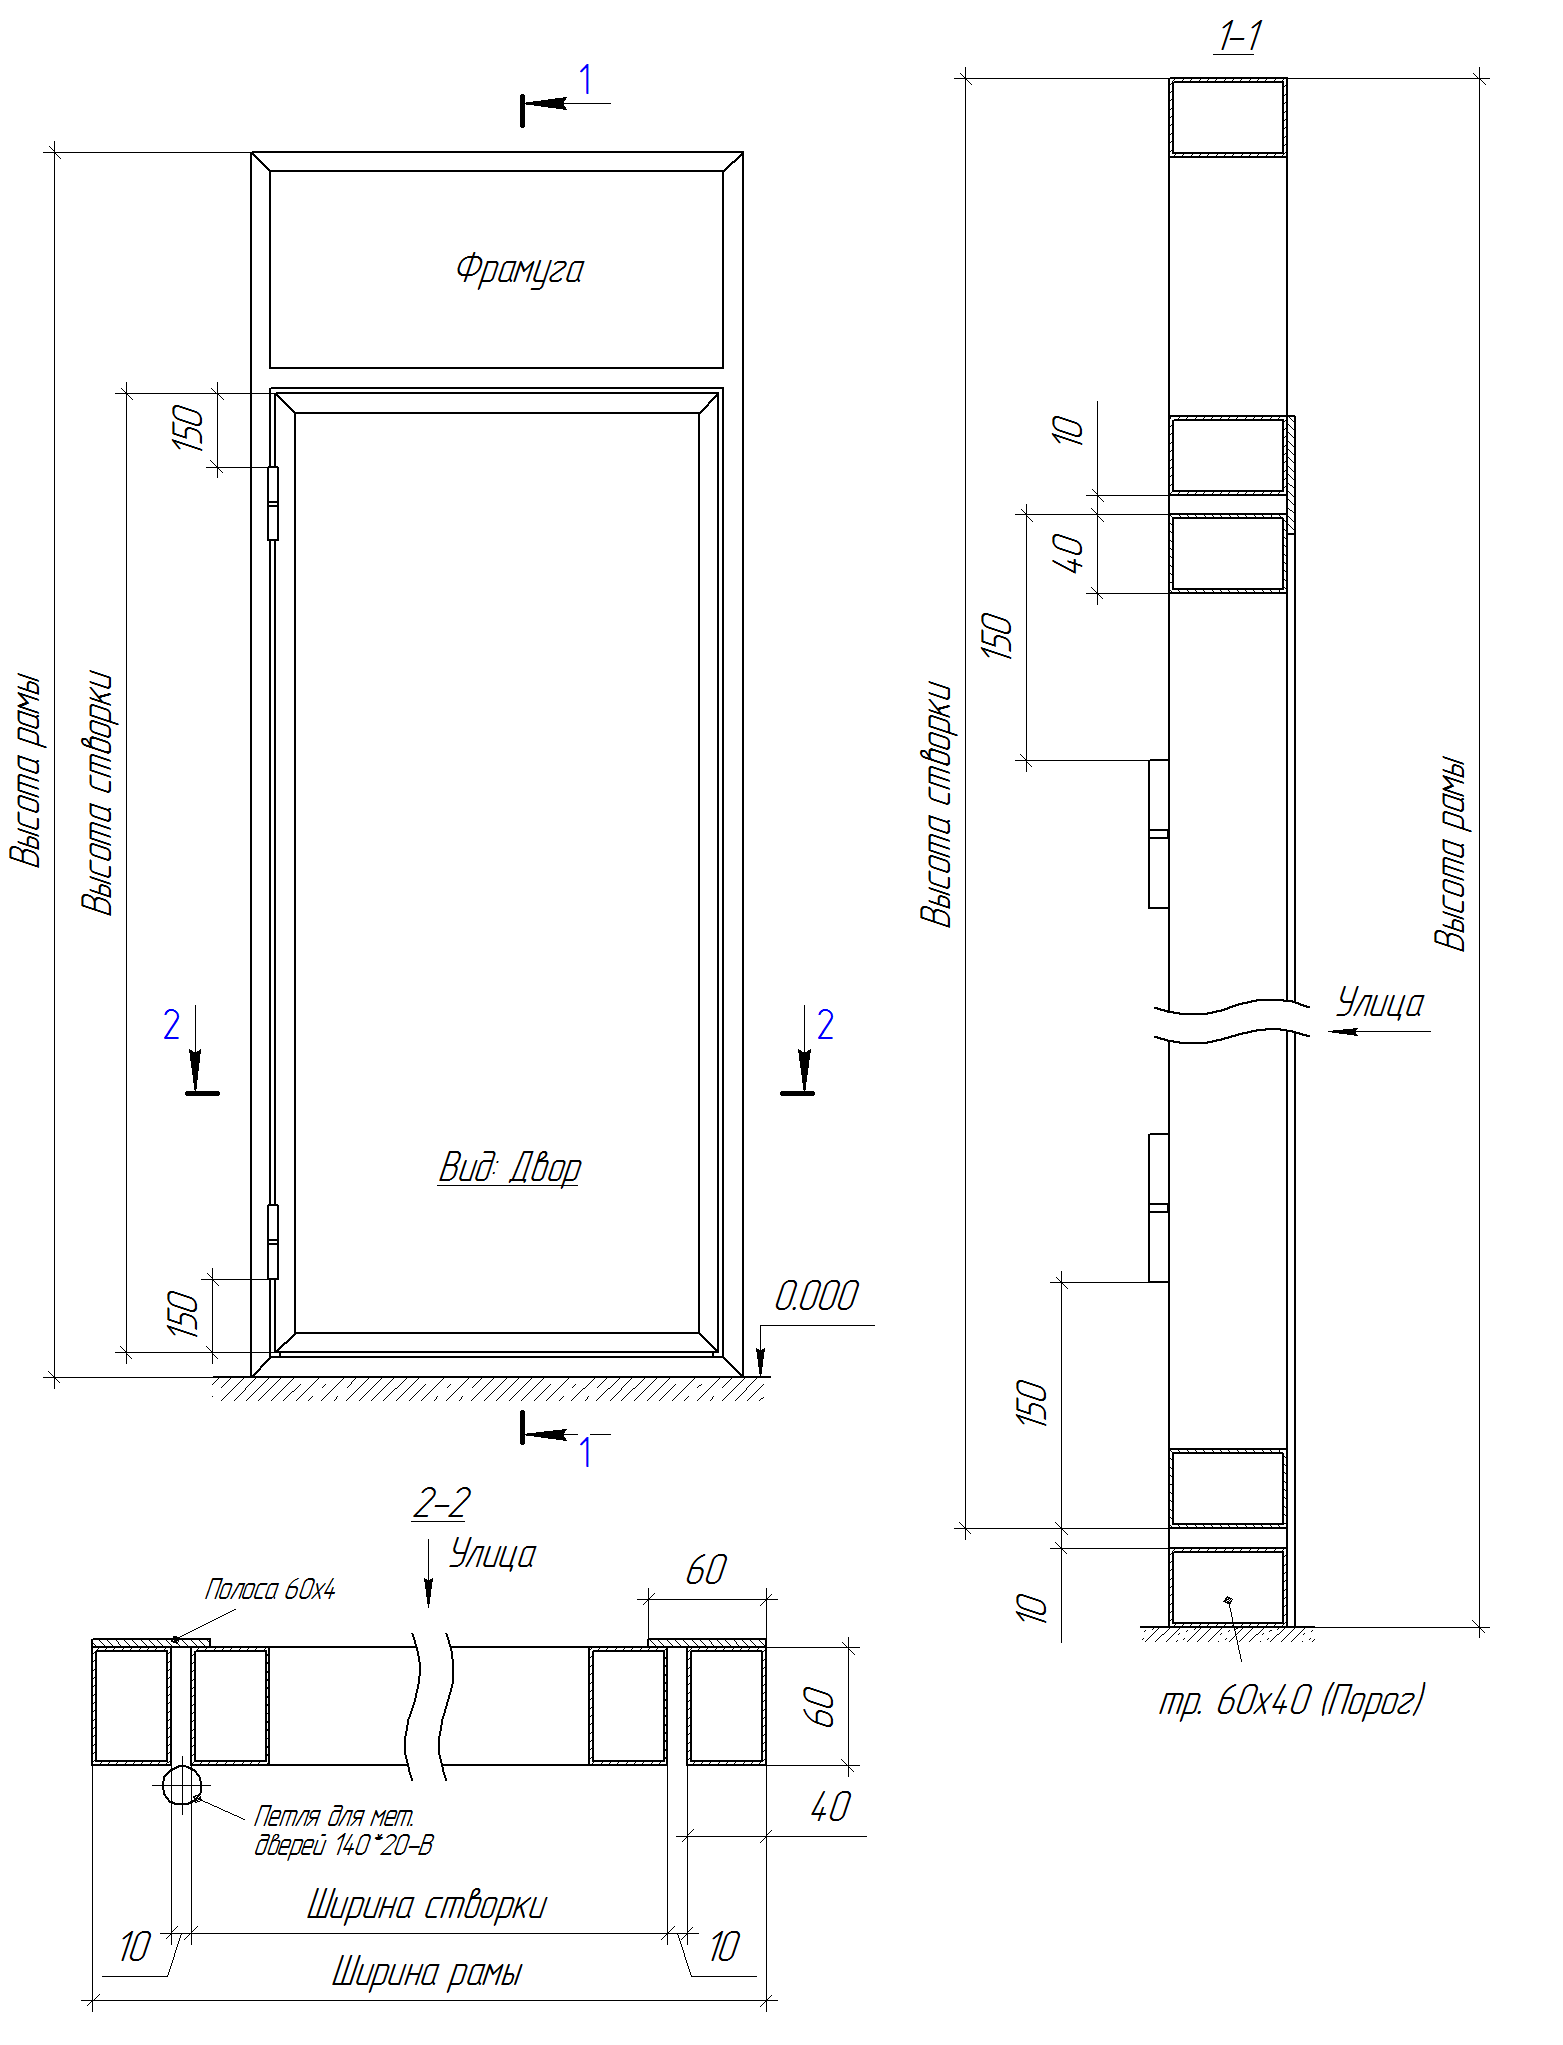 1
Фрамуга
150
Высота рамы
Высота створки
2
2
Вид: Двор
150
0.000
1
1-1
10
40
150
Высота створки
Высота рамы
Улица
150
10
тр. 60х40 (Порог)
2-2
Улица
Полоса 60х4
60
60
40
Петля для мет.
дверей 140*20-В
Ширина створки
10
10
Ширина рамы